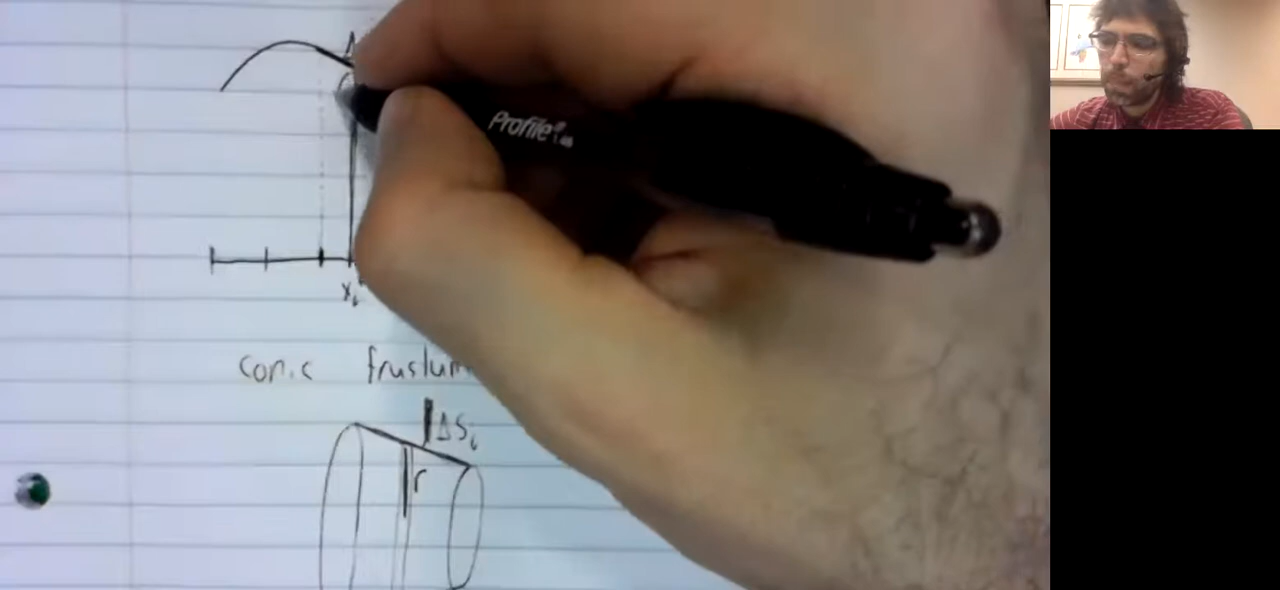 Profile
xᵢ
conic frustum
ΔSᵢ
r